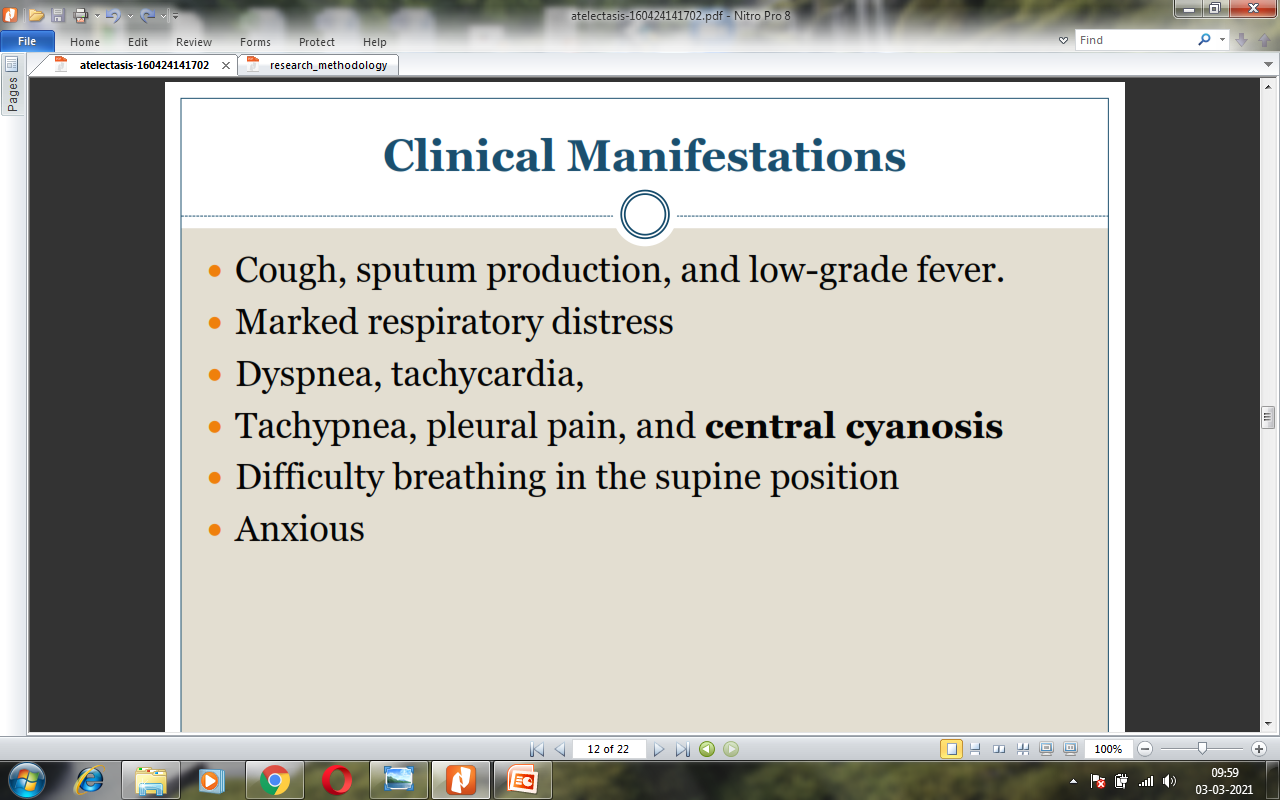 atelectasis-160424141702.pdf - Nitro Pro 8
File Home Edit Review Forms Protect Help Find
atelectasis-160424141702 research_methodology
Pages
Clinical Manifestations
Cough, sputum production, and low-grade fever.
Marked respiratory distress
Dyspnea, tachycardia,
Tachypnea, pleural pain, and central cyanosis
Difficulty breathing in the supine position
Anxious
12 of 22 100%
09:59
03-03-2021